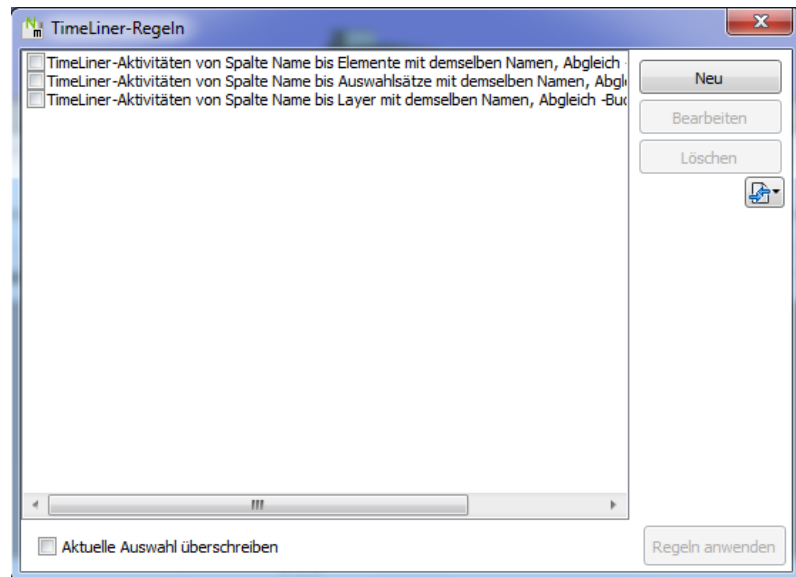 TimeLiner-Regeln
TimeLiner-Aktivitäten von Spalte Name bis Elemente mit demselben Namen, Abgleich -
TimeLiner-Aktivitäten von Spalte Name bis Auswahlsätze mit demselben Namen, Abgl
TimeLiner-Aktivitäten von Spalte Name bis Layer mit demselben Namen, Abgleich -Buc
Neu
Bearbeiten
Löschen
Aktuelle Auswahl überschreiben
Regeln anwenden